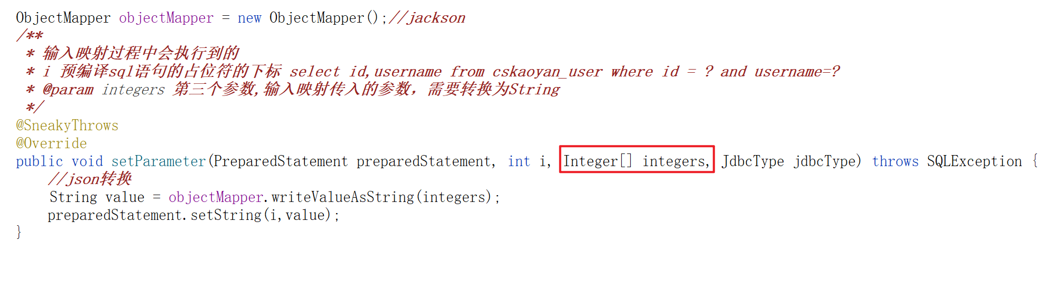 ObjectMapper objectMapper = new ObjectMapper();//jackson
/**
* 输入映射过程中会执行到的
* i 预编译sql语句的占位符的下标 select id,username from cskaoyan_user where id = ? and username=?
* @param integers 第三个参数,输入映射传入的参数，需要转换为String
*/
@SneakyThrows
@Override
public void setParameter(PreparedStatement preparedStatement, int i, Integer[] integers, JdbcType jdbcType) throws SQLException {
//json转换
String value = objectMapper.writeValueAsString(integers);
preparedStatement.setString(i,value);
}